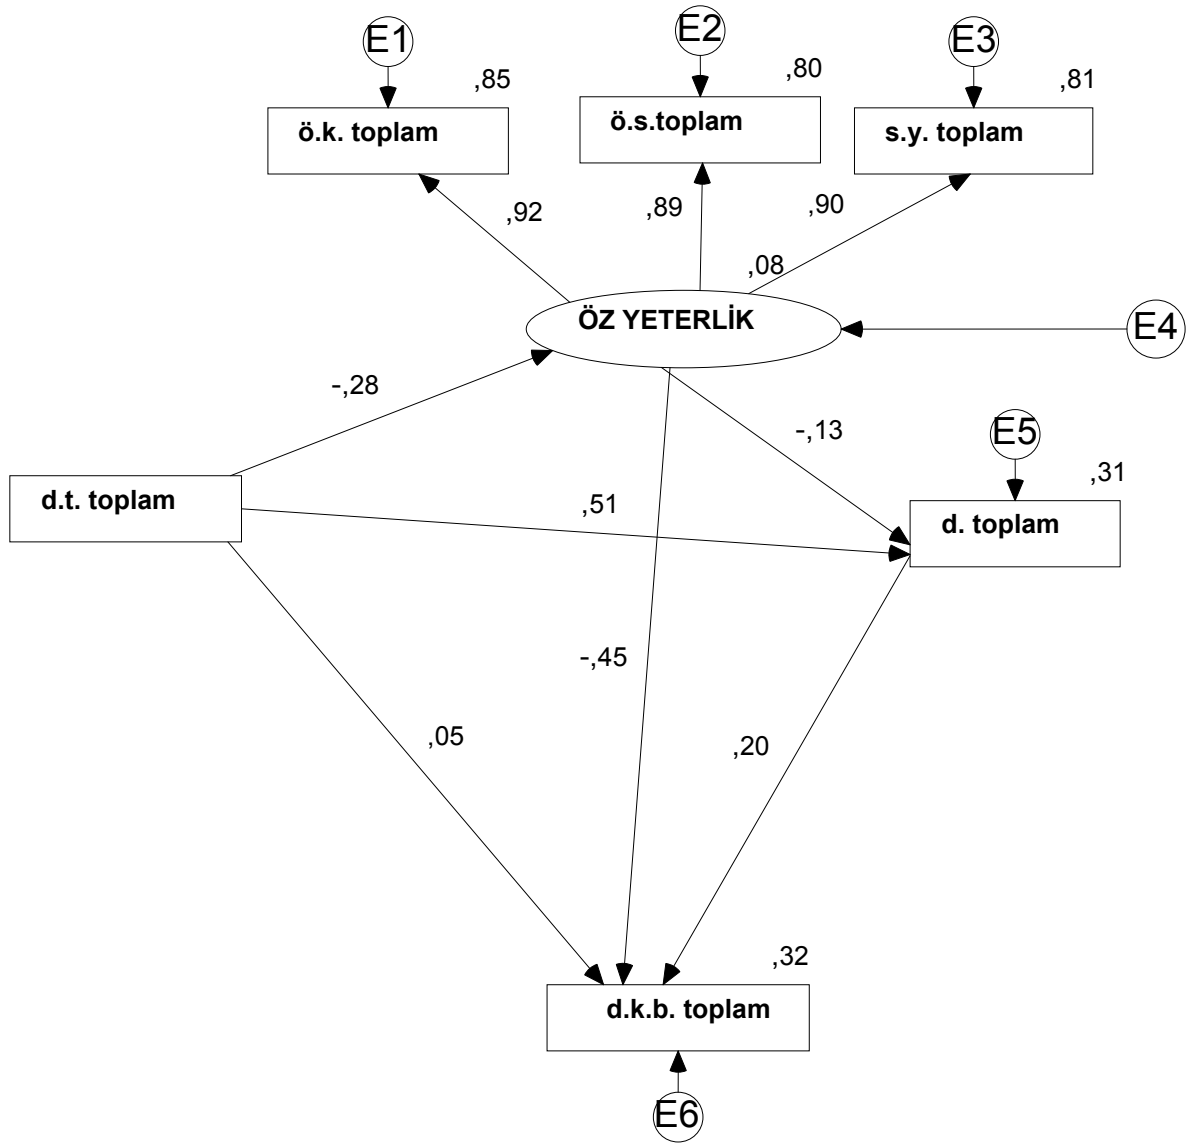 E1
E2
E3
,85
,80
,81
ö.k. toplam
ö.s.toplam
s.y. toplam
,92
,89
,90
,08
ÖZ YETERLİK
E4
-,28
-,13
E5
,31
d.t. toplam
,51
d. toplam
-,45
,05
,20
,32
d.k.b. toplam
E6